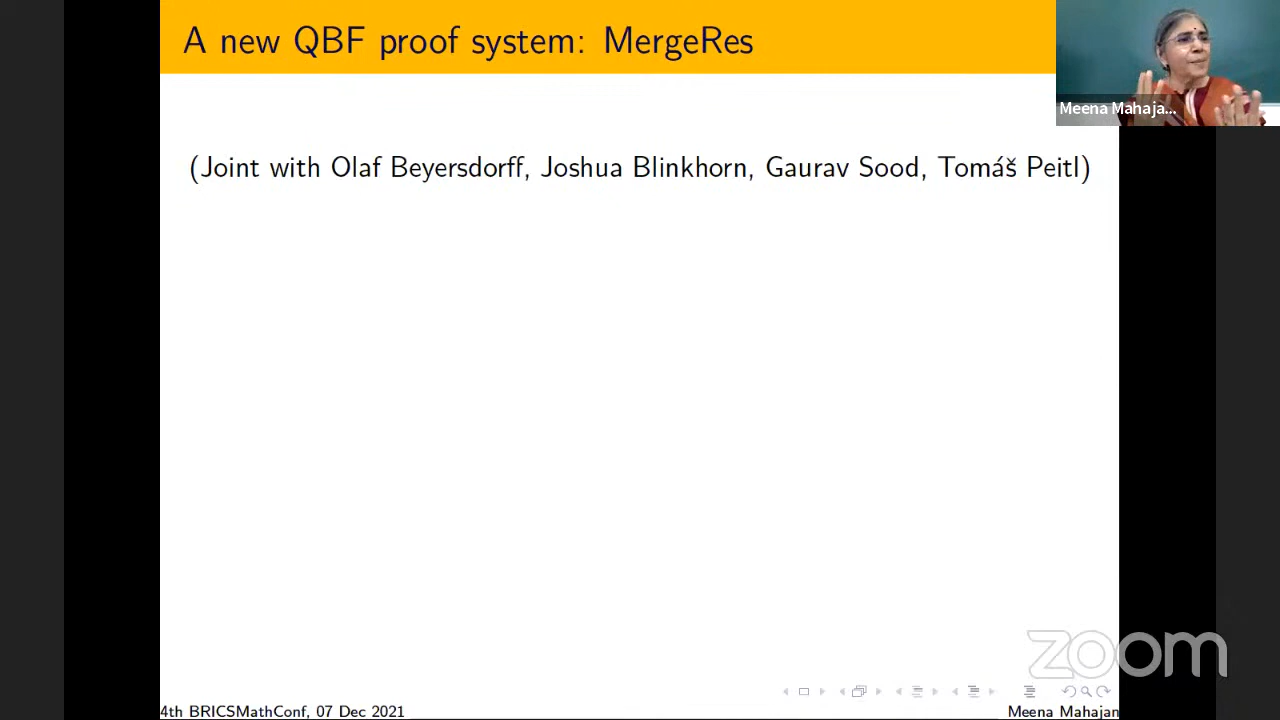 A new QBF proof system: MergeRes
Meena Mahaja...
(Joint with Olaf Beyersdorff, Joshua Blinkhorn, Gaurav Sood, Tomáš Peitl)
zoom
4th BRICSMathConf, 07 Dec 2021
Meena Mahajan